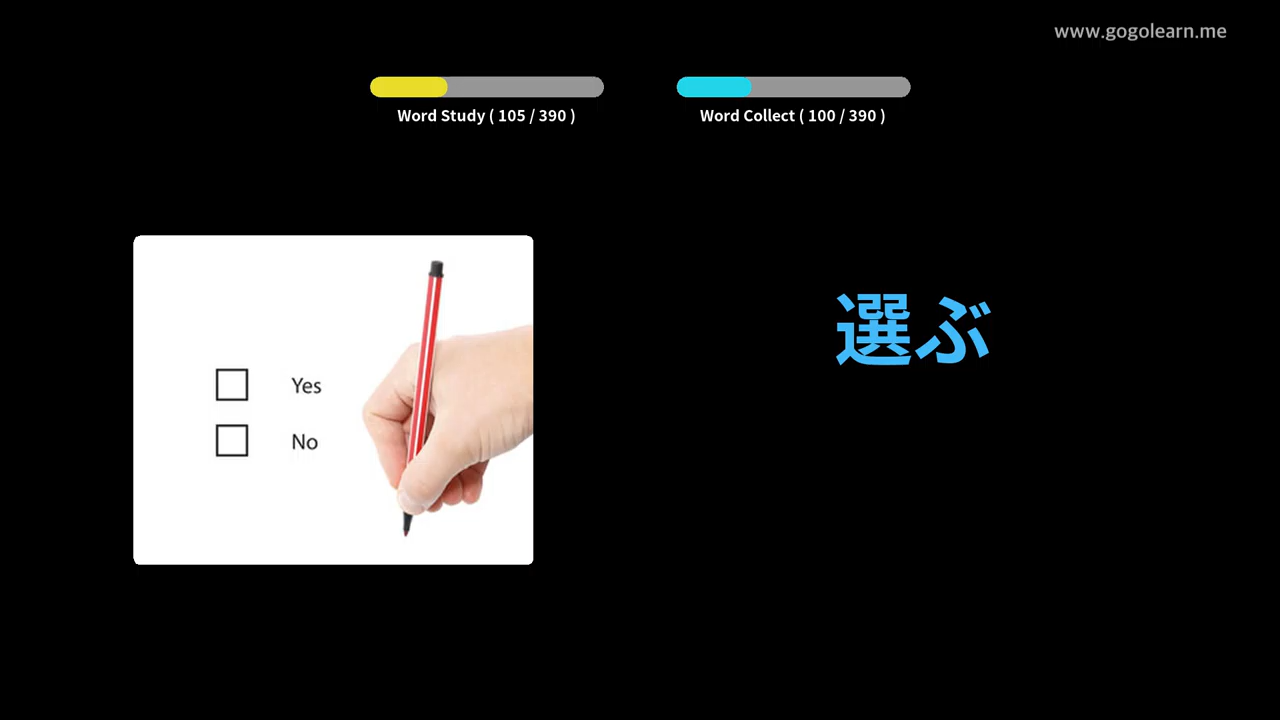 www.gogolearn.me
Word Study ( 105 / 390 )
Word Collect ( 100 / 390 )
Yes
No
選ぶ